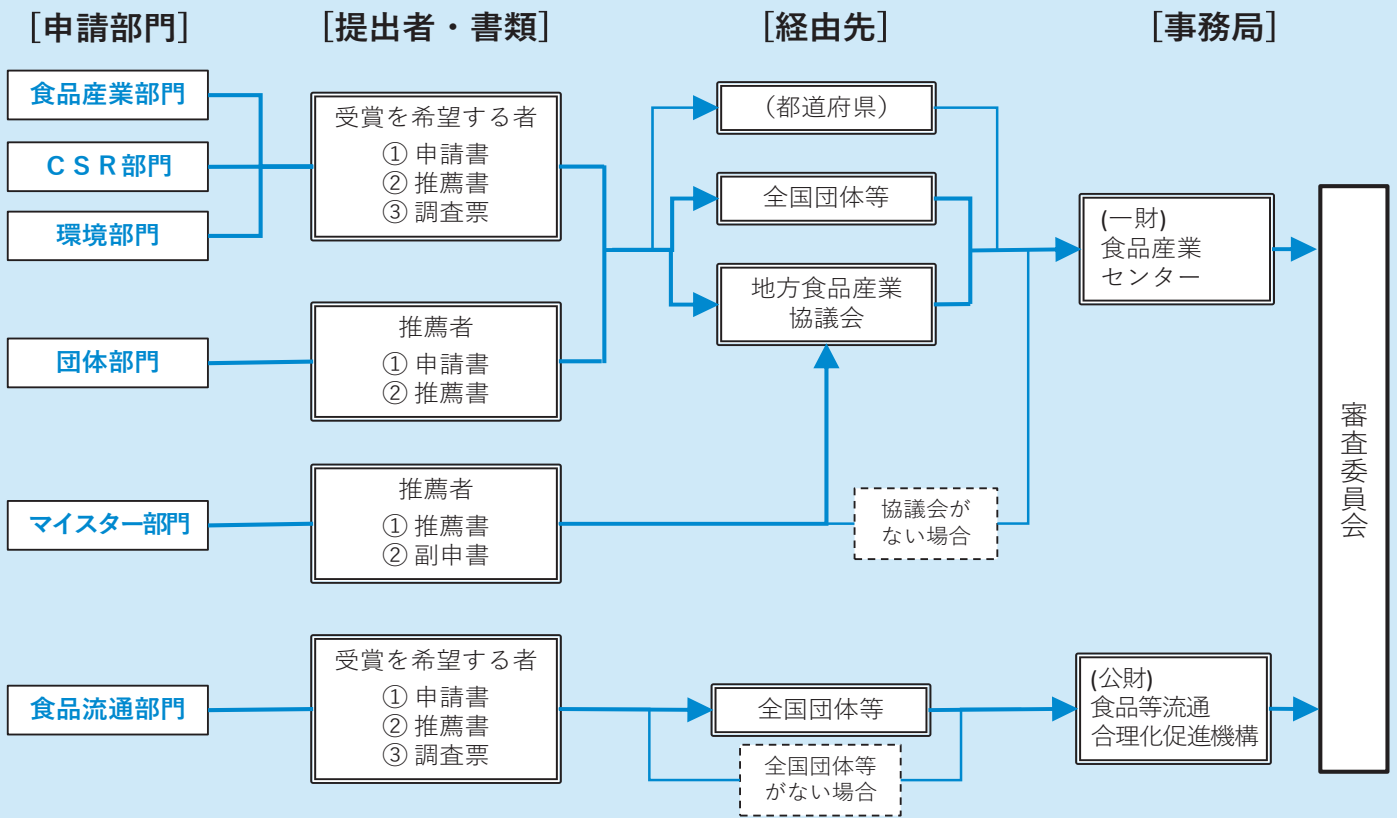 [申請部門]
[提出者・書類]
[経由先]
[事務局]
食品産業部門
ＣＳＲ部門
環境部門
受賞を希望する者
① 申請書
② 推薦書
③ 調査票
（都道府県）
全国団体等
地方食品産業
協議会
(一財)
食品産業
センター
団体部門
推薦者
① 申請書
② 推薦書
マイスター部門
推薦者
① 推薦書
② 副申書
協議会が
ない場合
審査委員会
食品流通部門
受賞を希望する者
① 申請書
② 推薦書
③ 調査票
全国団体等
全国団体等
がない場合
(公財)
食品等流通
合理化促進機構